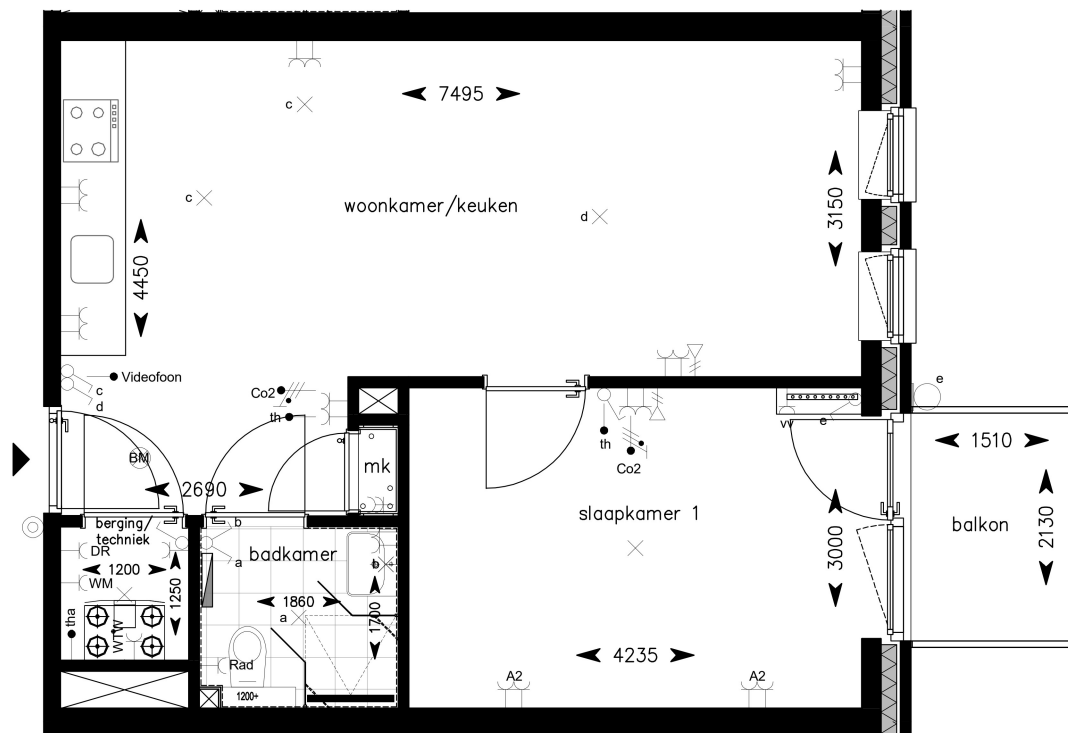 c
7495
c
woonkamer/keuken
d
3150
4450
Videofoon
c
d
Co2
th
e
vv
e
th
Co2
BM
mk
1510
2690
berging/
techniek
b
badkamer
slaapkamer 1
balkon
DR
a
b
3000
2130
1200
WM
1250
1860
a
1700
tha
WTW
Rad
4235
1200+
A2
A2